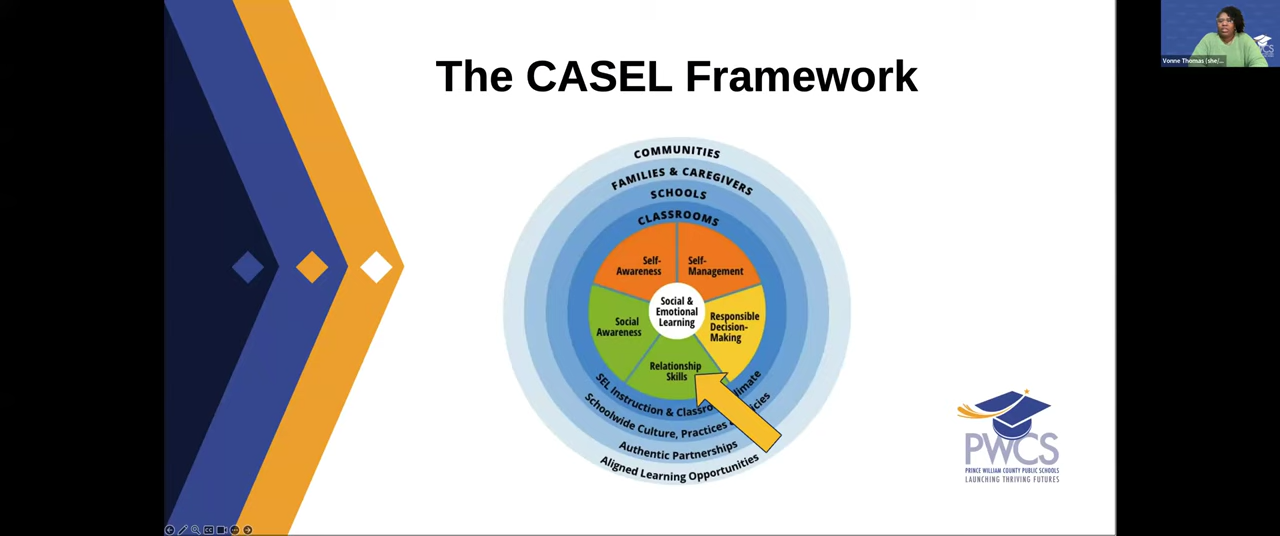 The CASEL Framework
COMMUNITIES
FAMILIES & CAREGIVERS
SCHOOLS
CLASSROOMS
Self-
Awareness
Self-
Management
Social &
Emotional
Learning
Social
Awareness
Responsible
Decision-
Making
Relationship
Skills
SEL Instruction &
Schoolwide Culture, Practices
Authentic Partnerships
Aligned Learning Opportunities
PWCS
PRINCE WILLIAM COUNTY PUBLIC SCHOOLS
LAUNCHING THRIVING FUTURES
Vonne Thomas (she/...